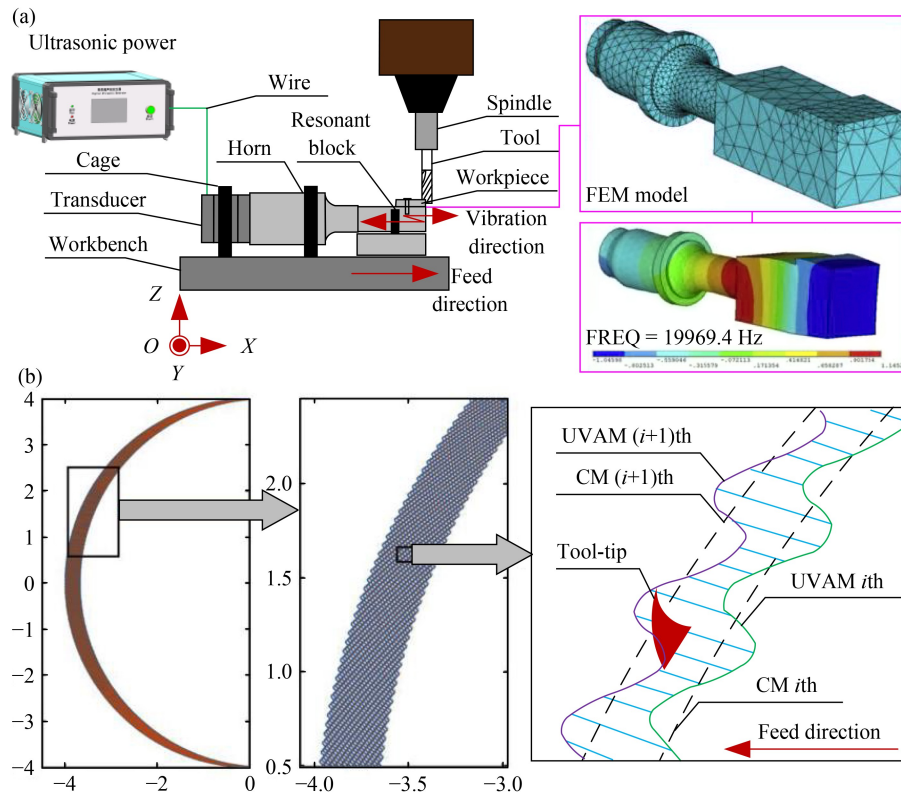 (a)
Ultrasonic power
Wire
Cage
Transducer
Workbench
Horn
Resonant
block
Spindle
Tool
Workpiece
Vibration
direction
Feed
direction
Z
O
X
Y
FEM model
FREQ = 19969.4 Hz
(b)
4
3
2
1
0
−1
−2
−3
−4
−4
−2
0
2.0
1.5
1.0
0.5
−4.0
−3.5
−3.0
UVAM (i+1)th
CM (i+1)th
Tool-tip
UVAM ith
CM ith
Feed direction